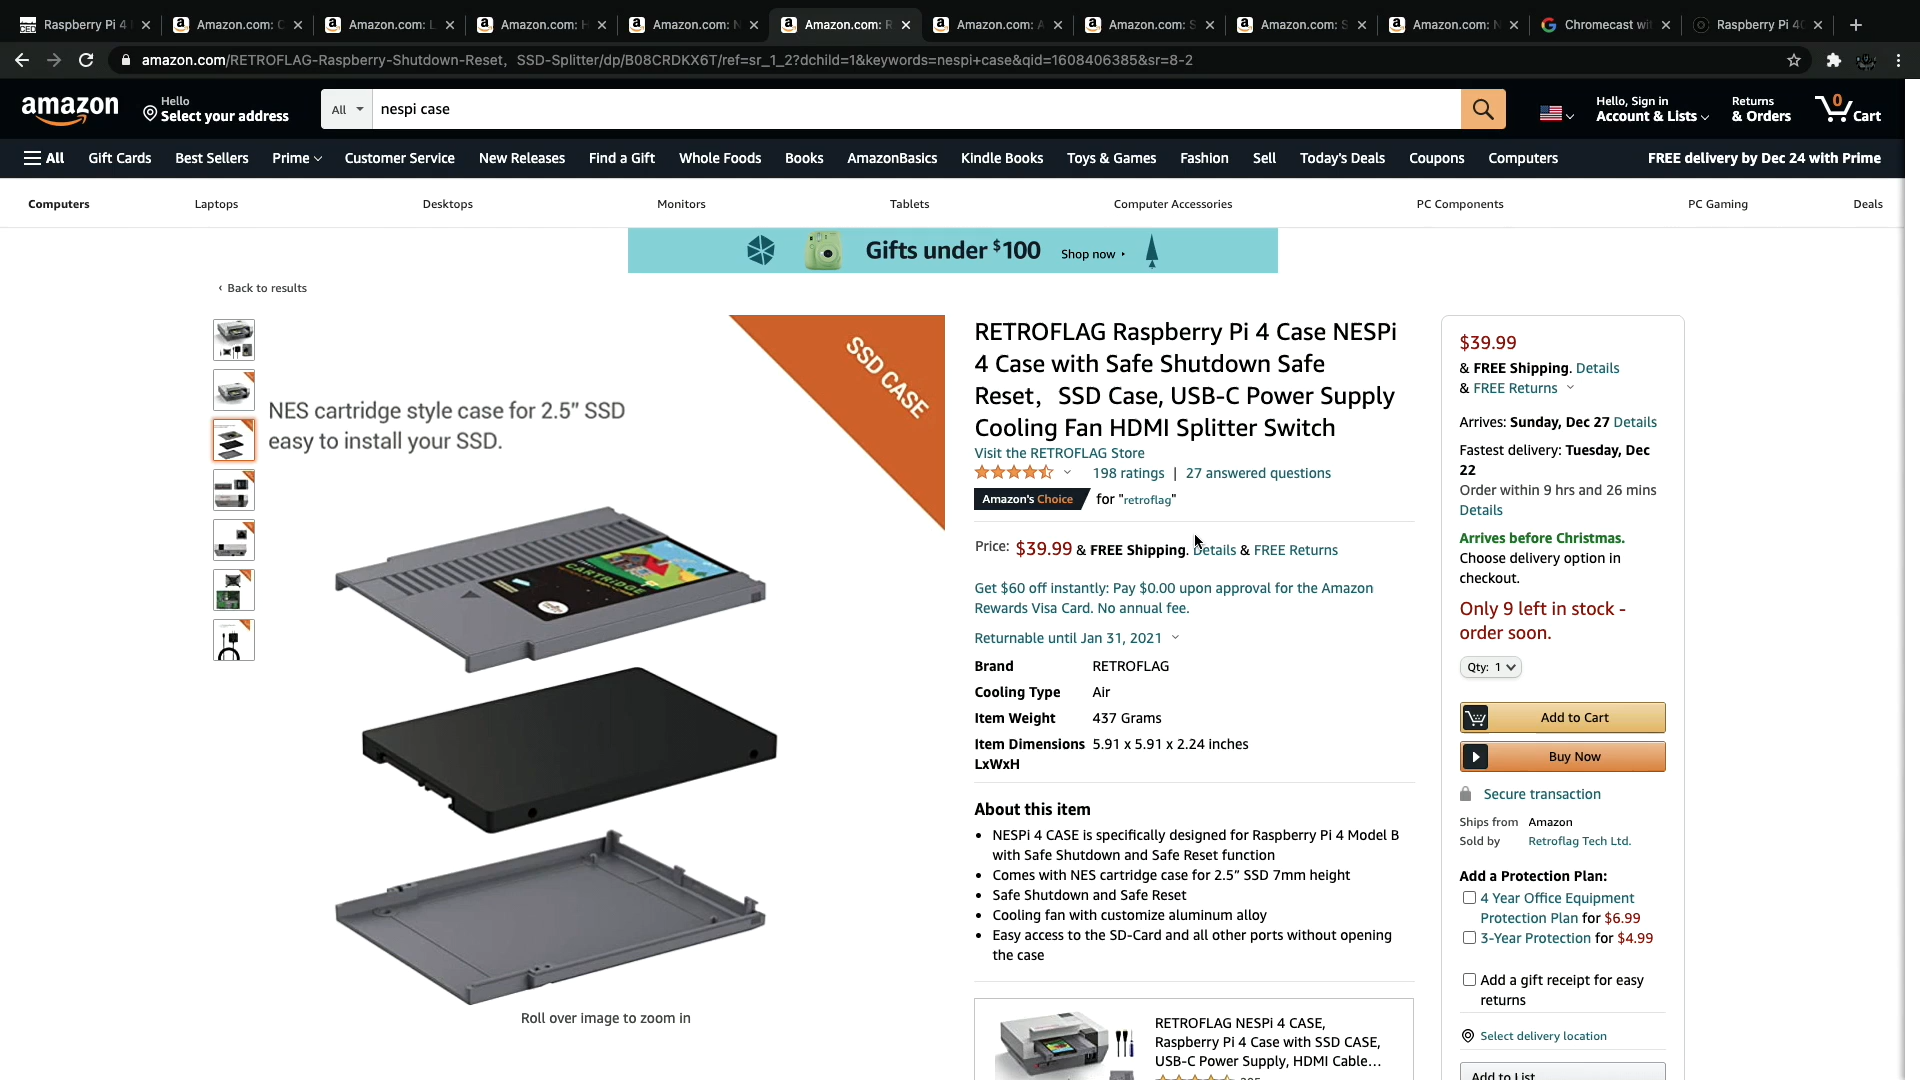 Raspberry Pi 4
Amazon.com: C
Amazon.com: L
Amazon.com: H
Amazon.com: N
Amazon.com: R
Amazon.com: A
Amazon.com: S
Amazon.com: S
Amazon.com: N
Chromecast wi
Raspberry Pi 40
amazon.com/RETROFLAG-Raspberry-Shutdown-Reset，SSD-Splitter/dp/B08CRDKX6T/ref=sr_1_2?dchild=1&keywords=nespi+case&qid=1608406385&sr=8-2
amazon
Hello
Select your address
All
nespi case
Hello, Sign in
Account & Lists
Returns
& Orders
0
Cart
All
Gift Cards
Best Sellers
Prime
Customer Service
New Releases
Find a Gift
Whole Foods
Books
AmazonBasics
Kindle Books
Toys & Games
Fashion
Sell
Today's Deals
Coupons
Computers
FREE delivery by Dec 24 with Prime
Computers
Laptops
Desktops
Monitors
Tablets
Computer Accessories
PC Components
PC Gaming
Deals
Gifts under $100 Shop now ▸
‹ Back to results
SSD CASE
NES cartridge style case for 2.5” SSD
easy to install your SSD.
CARTRIDGE
Roll over image to zoom in
RETROFLAG Raspberry Pi 4 Case NESPi
4 Case with Safe Shutdown Safe
Reset，SSD Case, USB-C Power Supply
Cooling Fan HDMI Splitter Switch
Visit the RETROFLAG Store
198 ratings | 27 answered questions
Amazon's Choice for "retroflag"
Price: $39.99 & FREE Shipping. Details & FREE Returns
Get $60 off instantly: Pay $0.00 upon approval for the Amazon
Rewards Visa Card. No annual fee.
Returnable until Jan 31, 2021
Brand RETROFLAG
Cooling Type Air
Item Weight 437 Grams
Item Dimensions 5.91 x 5.91 x 2.24 inches
LxWxH
About this item
• NESPi 4 CASE is specifically designed for Raspberry Pi 4 Model B
with Safe Shutdown and Safe Reset function
• Comes with NES cartridge case for 2.5” SSD 7mm height
• Safe Shutdown and Safe Reset
• Cooling fan with customize aluminum alloy
• Easy access to the SD-Card and all other ports without opening
the case
RETROFLAG NESPi 4 CASE,
Raspberry Pi 4 Case with SSD CASE,
USB-C Power Supply, HDMI Cable...
$39.99
& FREE Shipping. Details
& FREE Returns
Arrives: Sunday, Dec 27 Details
Fastest delivery: Tuesday, Dec
22
Order within 9 hrs and 26 mins
Details
Arrives before Christmas.
Choose delivery option in
checkout.
Only 9 left in stock -
order soon.
Qty: 1
Add to Cart
Buy Now
Secure transaction
Ships from Amazon
Sold by Retroflag Tech Ltd.
Add a Protection Plan:
4 Year Office Equipment
Protection Plan for $6.99
3-Year Protection for $4.99
Add a gift receipt for easy
returns
Select delivery location
Add to List